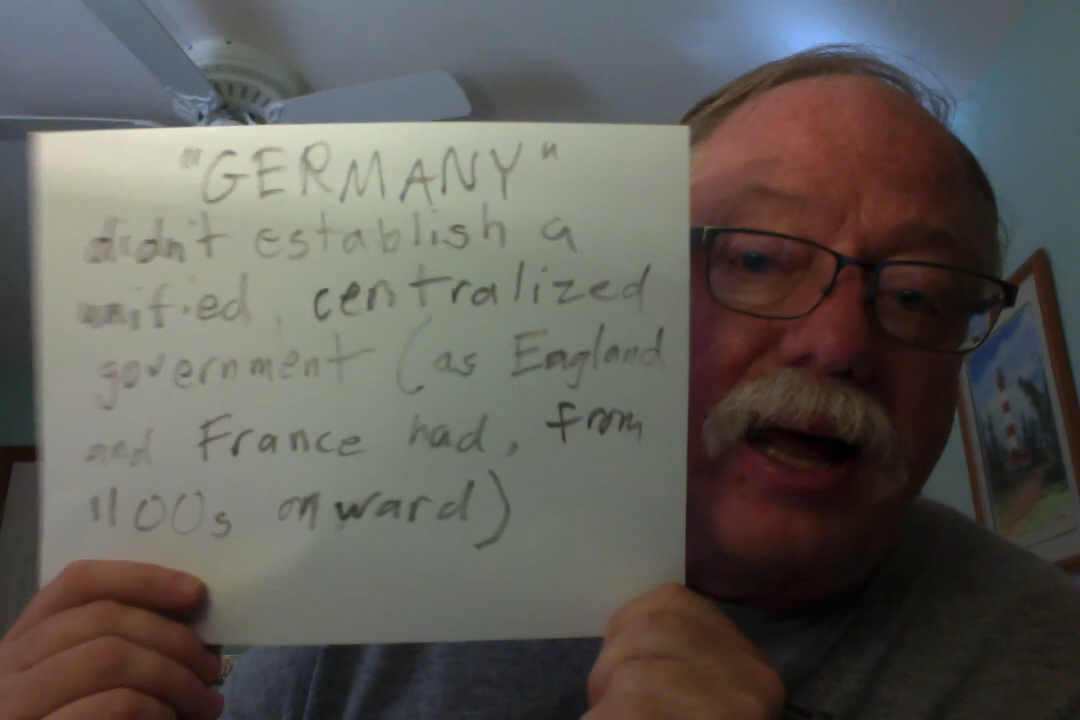 "GERMANY"
didn't establish a
unified, centralized
government (as England
and France had, from
1100s onward)